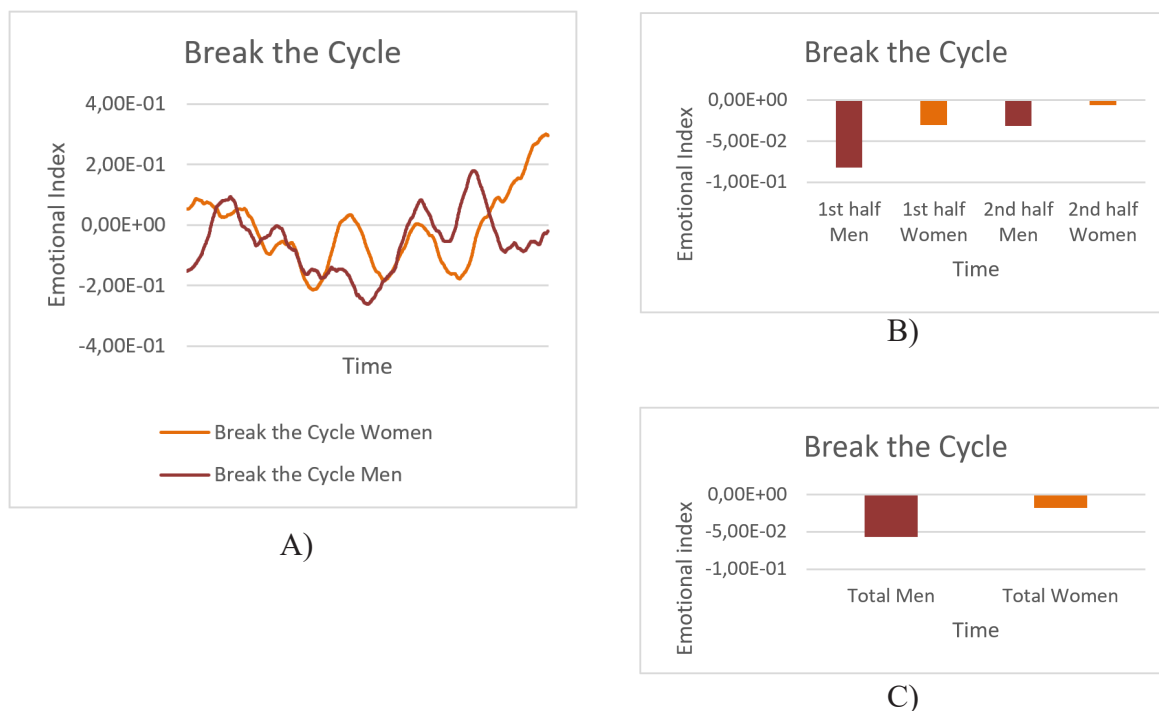 Break the Cycle
4,00E-01
2,00E-01
0,00E+00
-2,00E-01
-4,00E-01
Emotional Index
Time
Break the Cycle Women
Break the Cycle Men
A)
Break the Cycle
0,00E+00
-5,00E-02
-1,00E-01
Emotional Index
1st half
Men
1st half
Women
2nd half
Men
2nd half
Women
Time
B)
Break the Cycle
0,00E+00
-5,00E-02
-1,00E-01
Emotional index
Total Men
Total Women
Time
C)